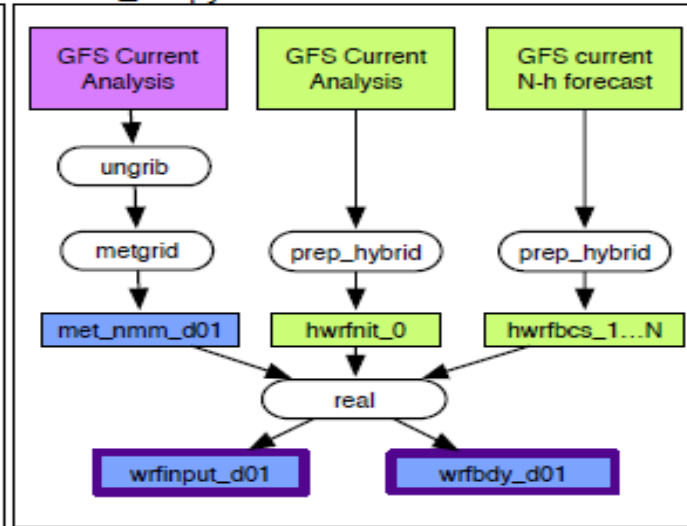 GFS Current
Analysis
GFS Current
Analysis
GFS current
N-h forecast
ungrib
metgrid
prep_hybrid
prep_hybrid
met_nmm_d01
hwrfnit_0
hwrfbcs_1...N
real
wrfinput_d01
wrfbdy_d01